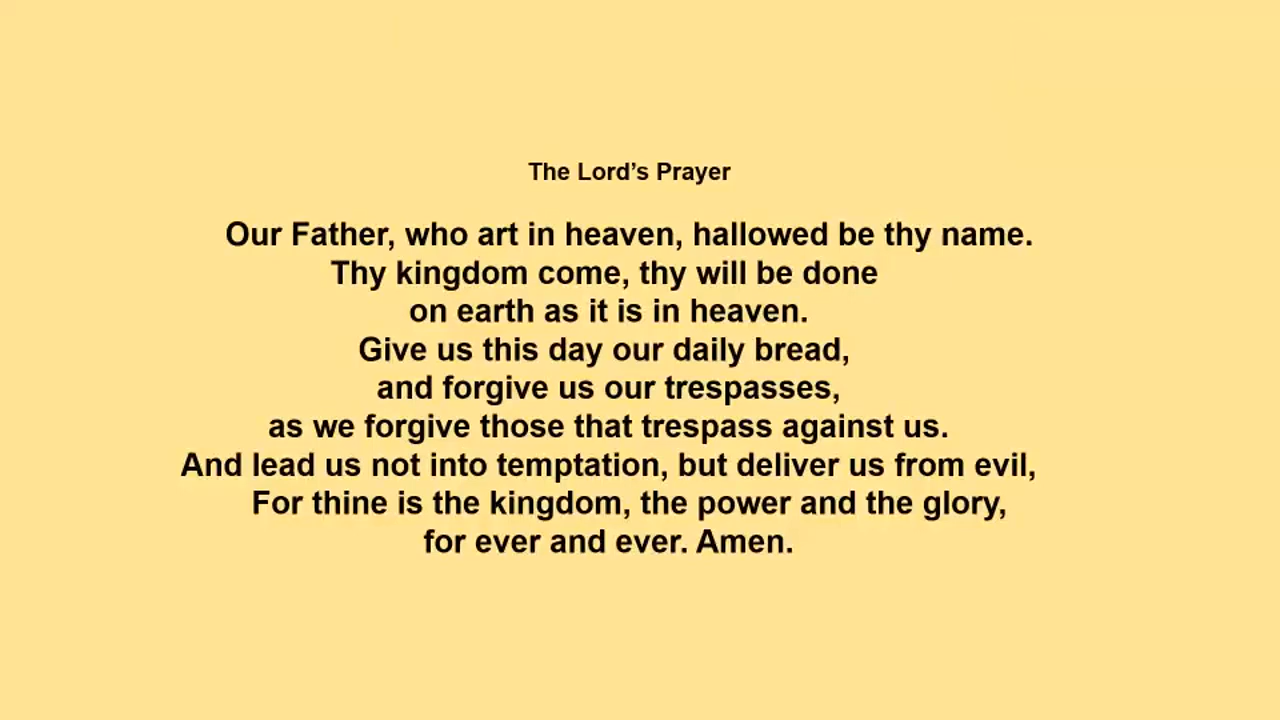 The Lord’s Prayer
Our Father, who art in heaven, hallowed be thy name.
Thy kingdom come, thy will be done
on earth as it is in heaven.
Give us this day our daily bread,
and forgive us our trespasses,
as we forgive those that trespass against us.
And lead us not into temptation, but deliver us from evil,
For thine is the kingdom, the power and the glory,
for ever and ever. Amen.